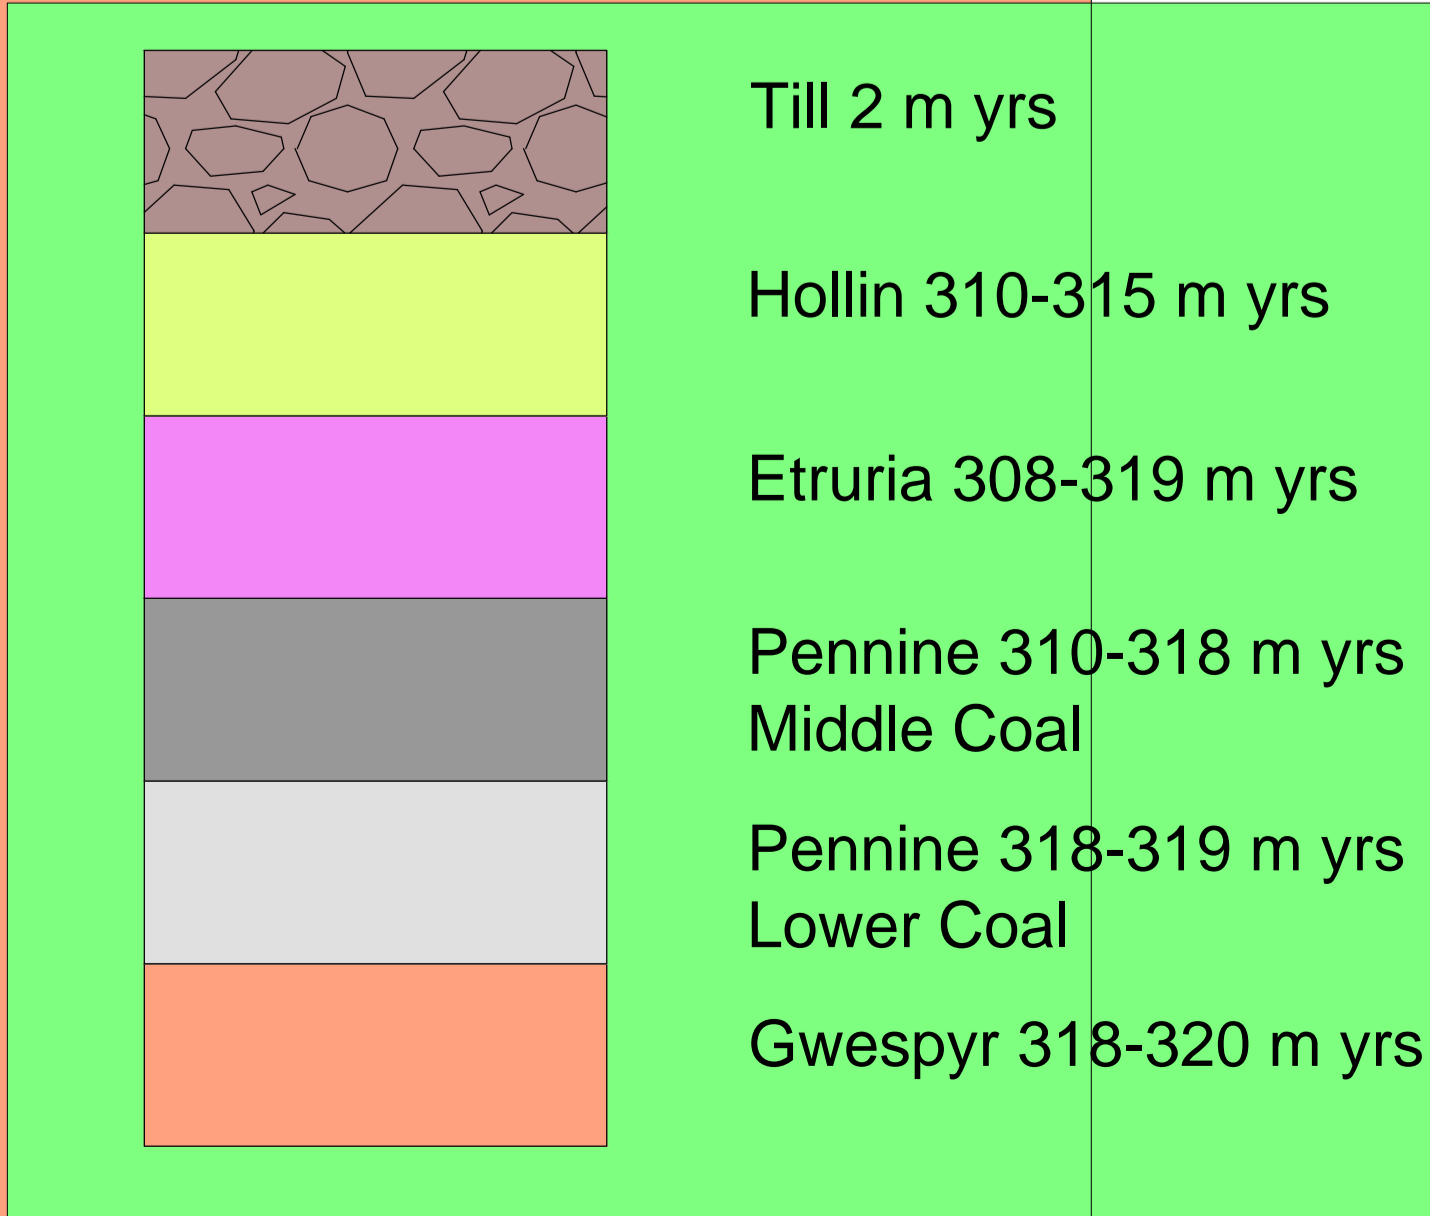 Till 2 m yrs
Hollin 310-315 m yrs
Etruria 308-319 m yrs
Pennine 310-318 m yrs
Middle Coal
Pennine 318-319 m yrs
Lower Coal
Gwespyr 318-320 m yrs